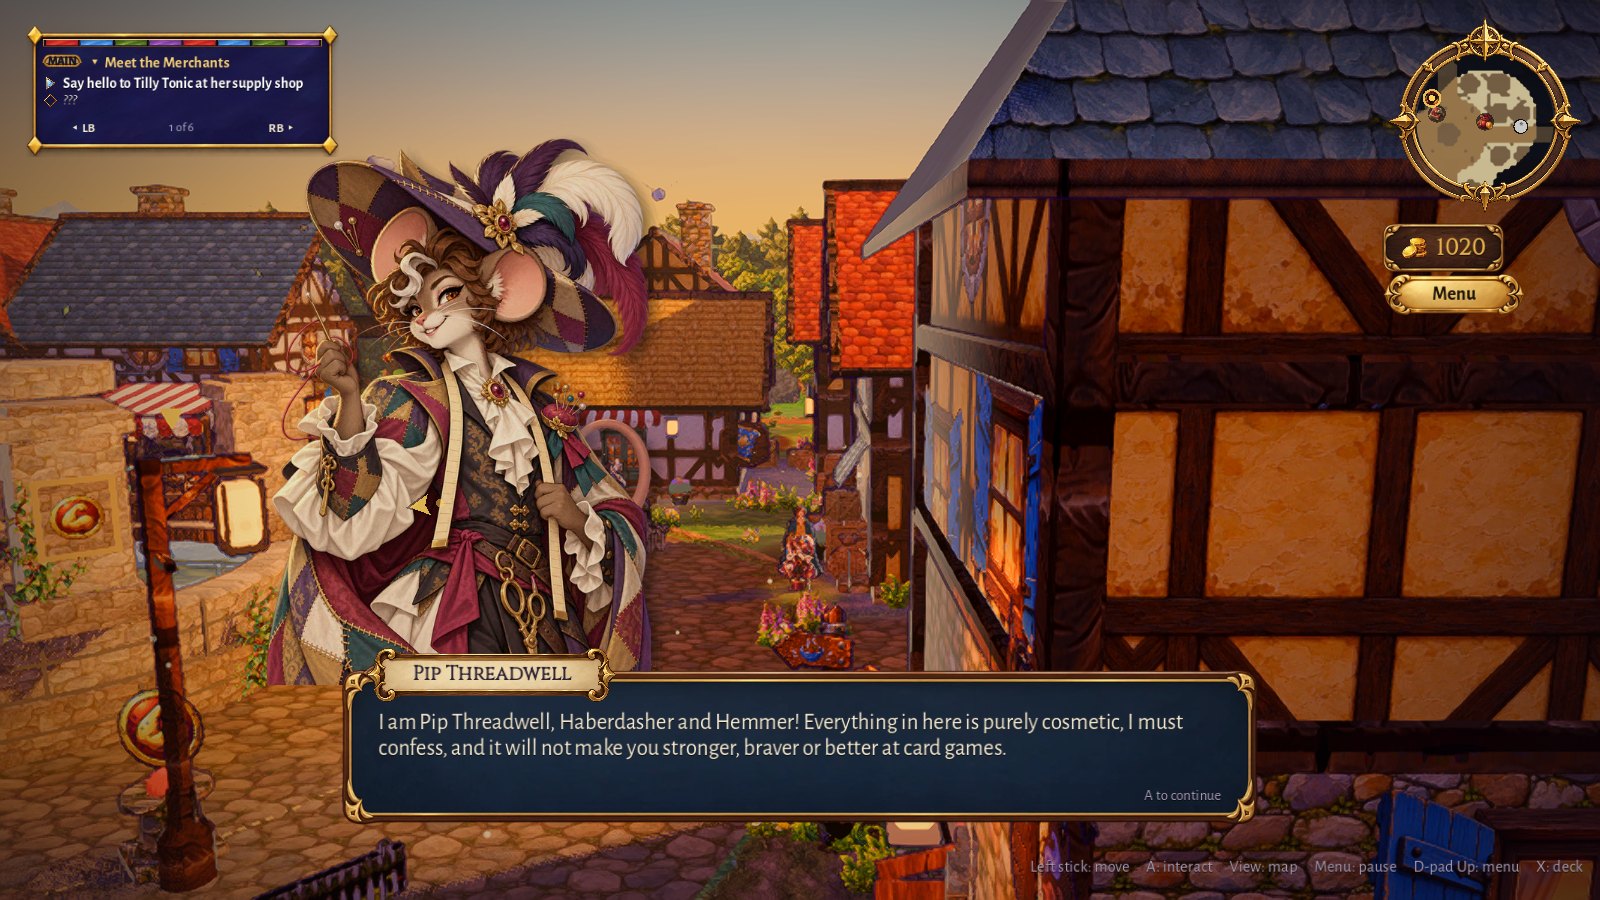 MAIN ▾ Meet the Merchants
Say hello to Tilly Tonic at her supply shop
???
◂ LB 1 of 6 RB ▸
1020
Menu
Pip Threadwell
I am Pip Threadwell, Haberdasher and Hemmer! Everything in here is purely cosmetic, I must
confess, and it will not make you stronger, braver or better at card games.
A to continue
Left stick: move A: interact View: map Menu: pause D-pad Up: menu X: deck